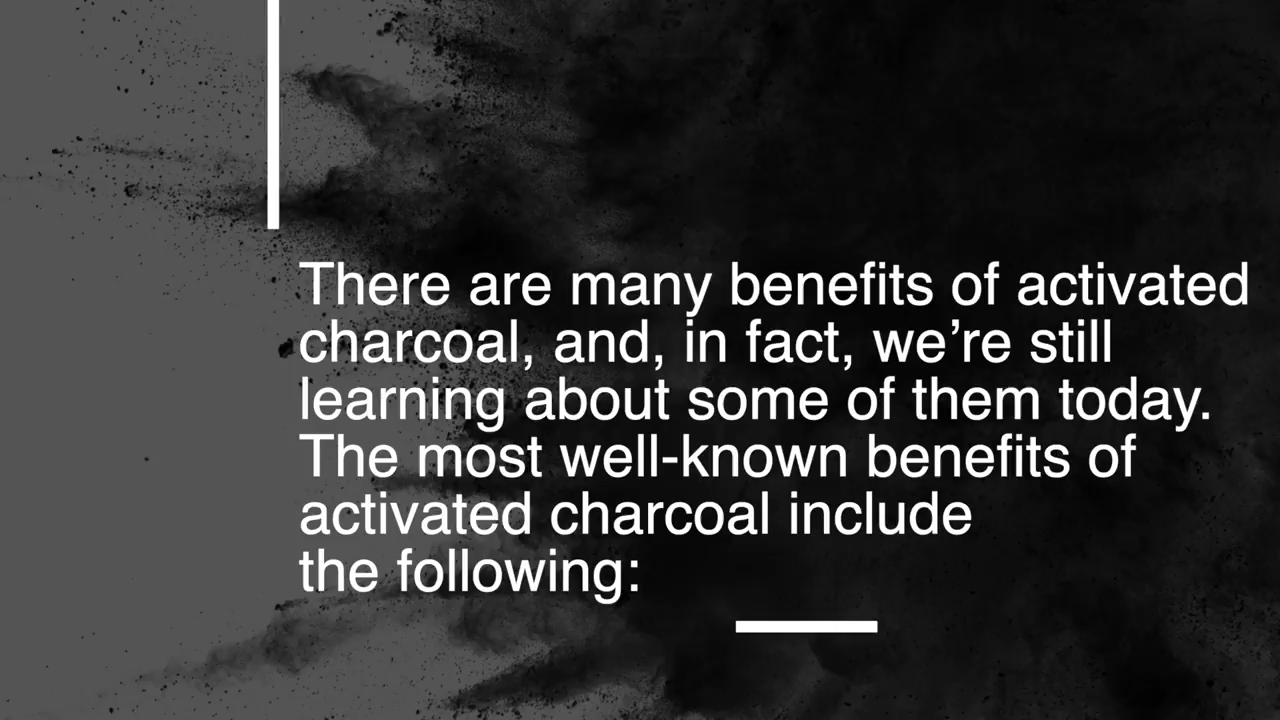 There are many benefits of activated
charcoal, and, in fact, we’re still
learning about some of them today.
The most well-known benefits of
activated charcoal include
the following: